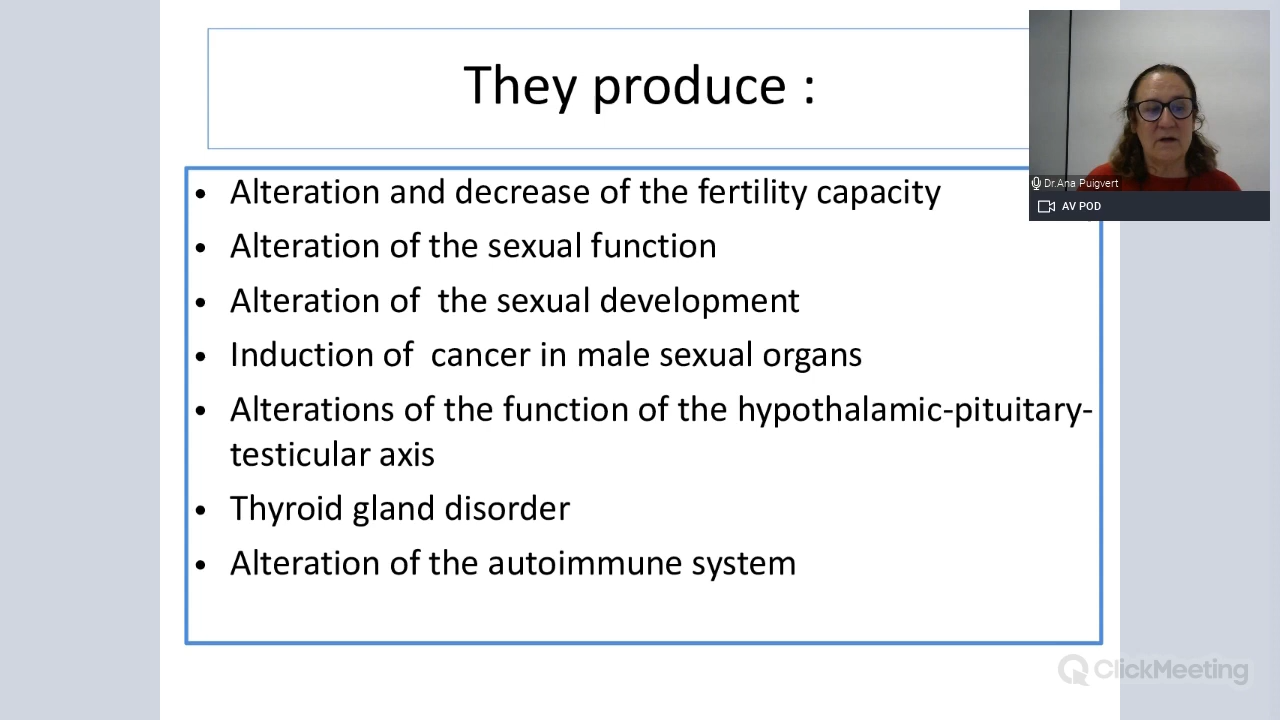 They produce :
• Alteration and decrease of the fertility capacity
• Alteration of the sexual function
• Alteration of  the sexual development
• Induction of  cancer in male sexual organs
• Alterations of the function of the hypothalamic-pituitary-
testicular axis
• Thyroid gland disorder
• Alteration of the autoimmune system
Dr.Ana Puigvert
AV POD
ClickMeeting